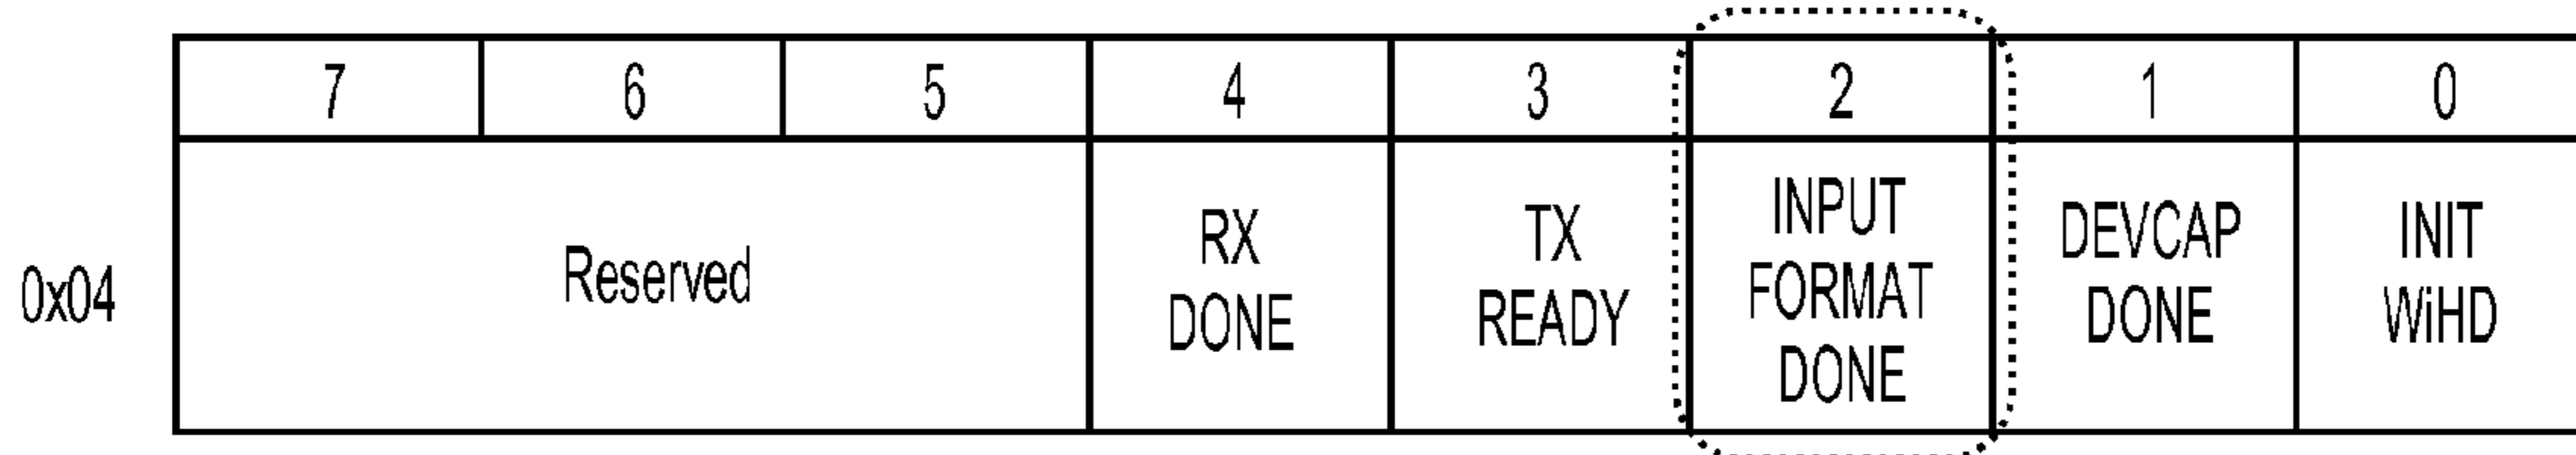 7 6 5 4 3 2 1 0
0x04
Reserved
RX
DONE
TX
READY
INPUT
FORMAT
DONE
DEVCAP
DONE
INIT
WiHD